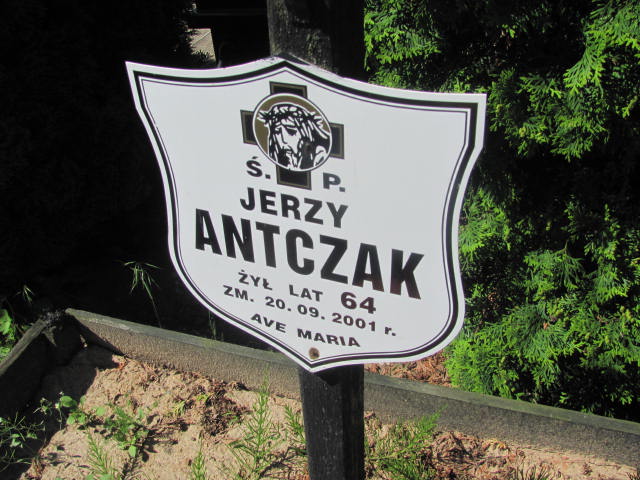 Ś. P.
JERZY
ANTCZAK
ŻYŁ LAT 64
ZM. 20.09.2001 r.
AVE MARIA